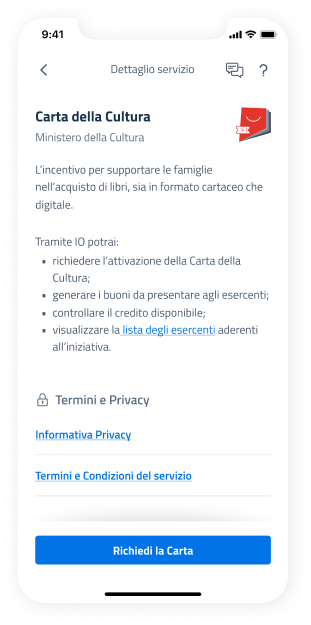 9:41
Dettaglio servizio
?
Carta della Cultura
Ministero della Cultura
L'incentivo per supportare le famiglie
nell'acquisto di libri, sia in formato cartaceo che
digitale.
Tramite IO potrai:
▪ richiedere l'attivazione della Carta della
Cultura;
▪ generare i buoni da presentare agli esercenti;
▪ controllare il credito disponibile;
▪ visualizzare la lista degli esercenti aderenti
all'iniziativa.
Termini e Privacy
Informativa Privacy
Termini e Condizioni del servizio
Richiedi la Carta